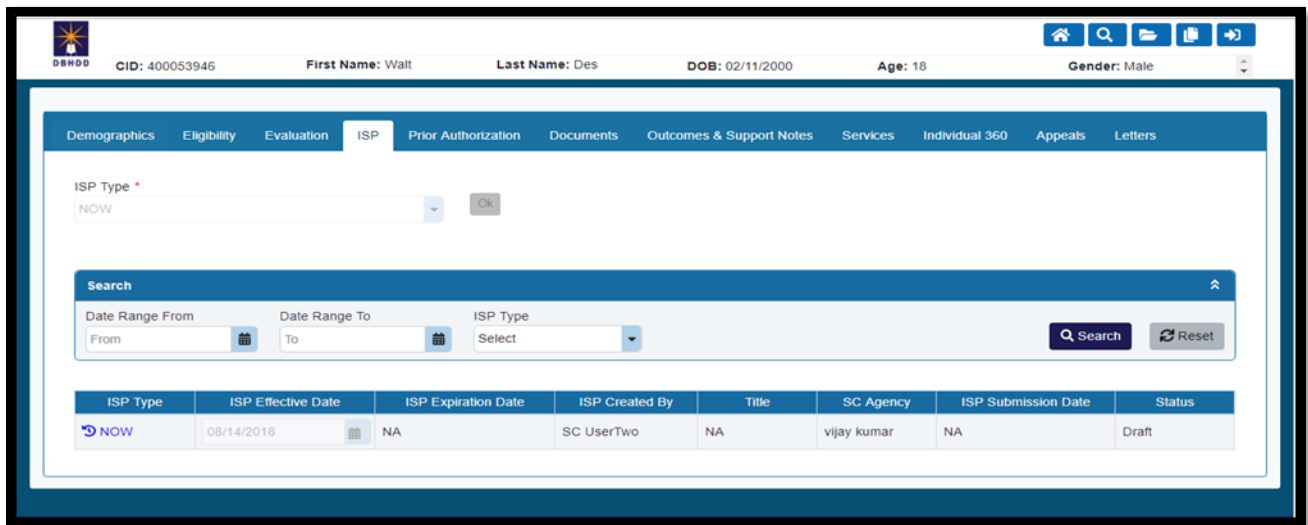 DBHDD
CID: 400053946 First Name: Walt Last Name: Des DOB: 02/11/2000 Age: 18 Gender: Male
Demographics Eligibility Evaluation ISP Prior Authorization Documents Outcomes & Support Notes Services Individual 360 Appeals Letters
ISP Type *
NOW Ok
Search
Date Range From Date Range To ISP Type
From To Select Search Reset
ISP Type ISP Effective Date ISP Expiration Date ISP Created By Title SC Agency ISP Submission Date Status
NOW 08/14/2018 NA SC UserTwo NA vijay kumar NA Draft